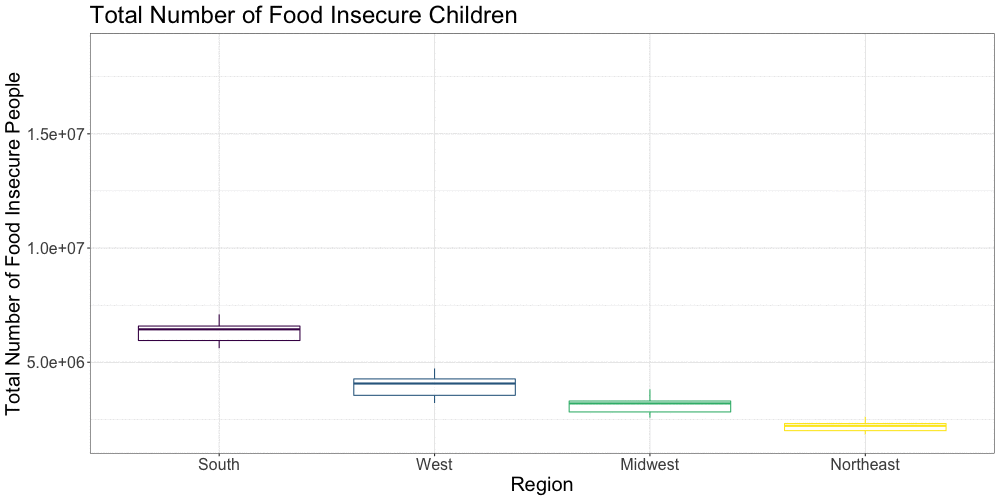 Total Number of Food Insecure Children
Total Number of Food Insecure People
1.5e+07
1.0e+07
5.0e+06
South West Midwest Northeast
Region